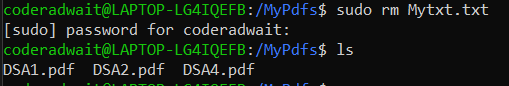 coderadwait@LAPTOP-LG4IQEFB:/MyPdfs$ sudo rm Mytxt.txt
[sudo] password for coderadwait:
coderadwait@LAPTOP-LG4IQEFB:/MyPdfs$ ls
DSA1.pdf  DSA2.pdf  DSA4.pdf